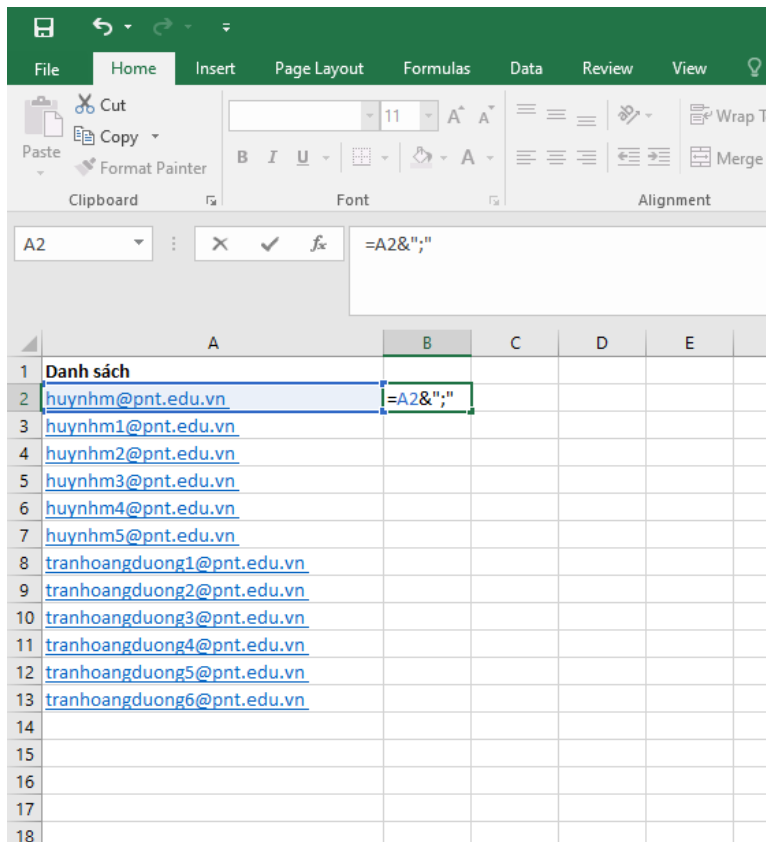 File Home Insert Page Layout Formulas Data Review View
Cut
Copy
Paste
Format Painter
Clipboard
11 A A
B I U A
Font
Wrap T
Merge
Alignment
A2 fx =A2&";"
A B C D E
1 Danh sách
2 huynhm@pnt.edu.vn =A2&";"
3 huynhm1@pnt.edu.vn
4 huynhm2@pnt.edu.vn
5 huynhm3@pnt.edu.vn
6 huynhm4@pnt.edu.vn
7 huynhm5@pnt.edu.vn
8 tranhoangduong1@pnt.edu.vn
9 tranhoangduong2@pnt.edu.vn
10 tranhoangduong3@pnt.edu.vn
11 tranhoangduong4@pnt.edu.vn
12 tranhoangduong5@pnt.edu.vn
13 tranhoangduong6@pnt.edu.vn
14
15
16
17
18